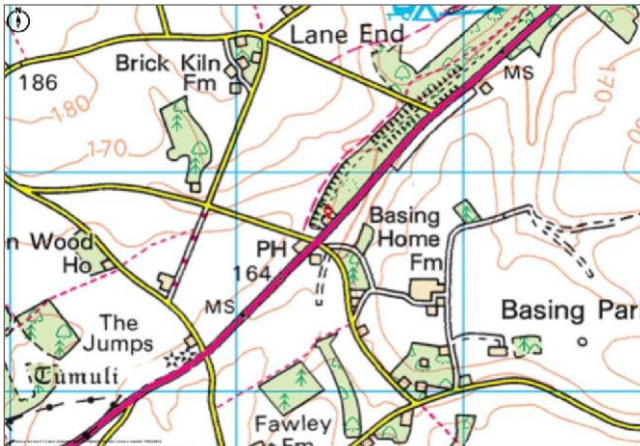 Lane End
Brick Kiln
Fm
MS
186
180
170
170
Basing
Home
Fm
PH
164
n Wood
Ho
MS
The
Jumps
Tumuli
Basing Par
Fawley
Fm